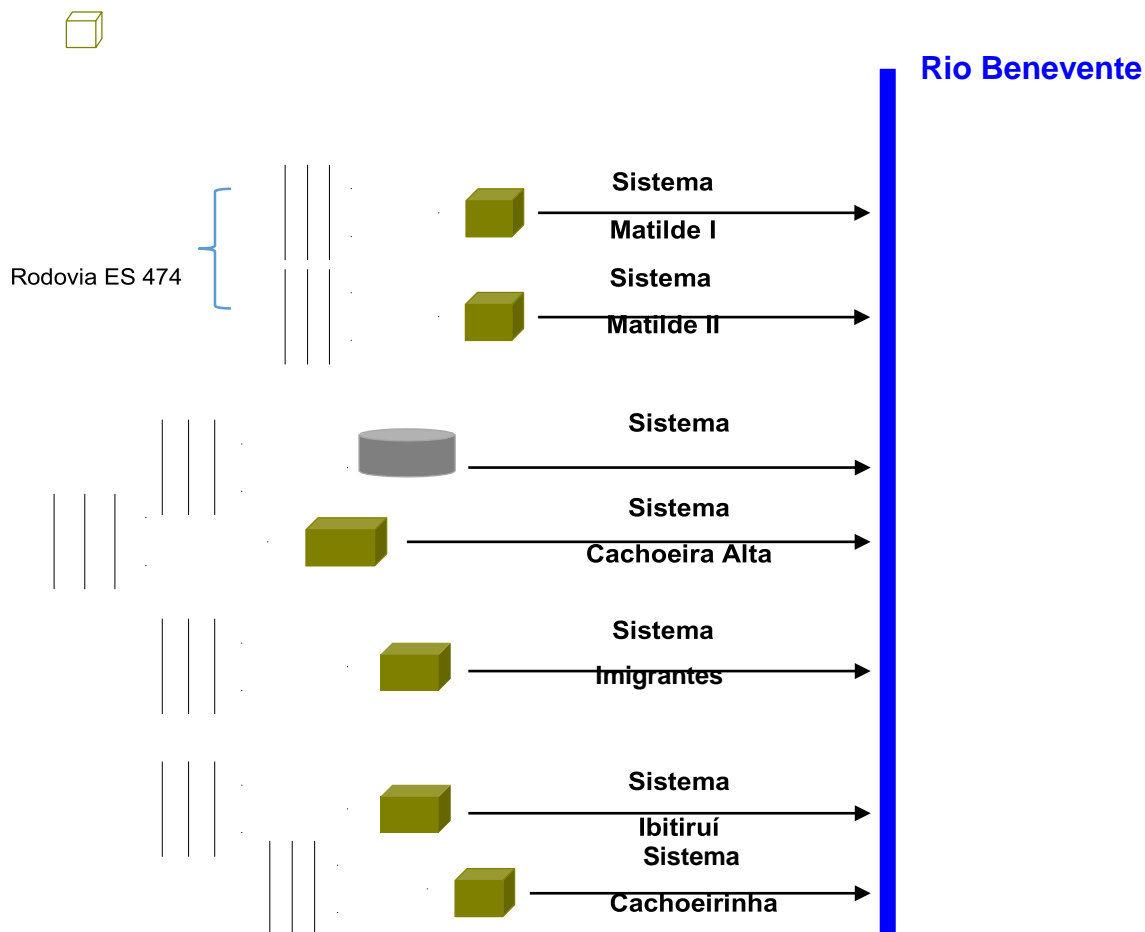 Rio Benevente
Sistema
Matilde I
Rodovia ES 474
Sistema
Matilde II
Sistema
Sistema
Cachoeira Alta
Sistema
Imigrantes
Sistema
Ibitiruí
Sistema
Cachoeirinha